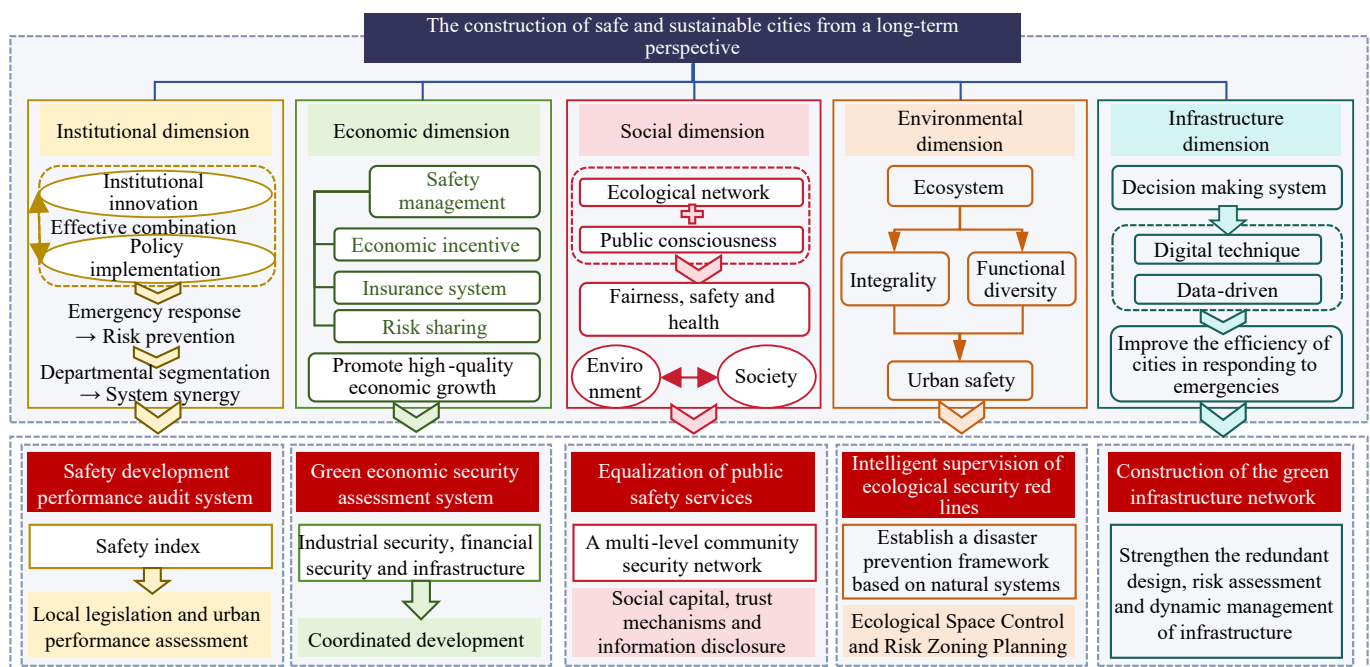 The construction of safe and sustainable cities from a long-term
perspective
Institutional dimension
Institutional
innovation
Effective combination
Policy
implementation
Emergency response
→ Risk prevention
Departmental segmentation
→ System synergy
Economic dimension
Safety
management
Economic incentive
Insurance system
Risk sharing
Promote high-quality
economic growth
Social dimension
Ecological network
Public consciousness
Fairness, safety and
health
Enviro
nment
Society
Environmental
dimension
Ecosystem
Integrality
Functional
diversity
Urban safety
Infrastructure
dimension
Decision making system
Digital technique
Data-driven
Improve the efficiency of
cities in responding to
emergencies
Safety development
performance audit system
Safety index
Local legislation and urban
performance assessment
Green economic security
assessment system
Industrial security, financial
security and infrastructure
Coordinated development
Equalization of public
safety services
A multi-level community
security network
Social capital, trust
mechanisms and
information disclosure
Intelligent supervision of
ecological security red
lines
Establish a disaster
prevention framework
based on natural systems
Ecological Space Control
and Risk Zoning Planning
Construction of the green
infrastructure network
Strengthen the redundant
design, risk assessment
and dynamic management
of infrastructure